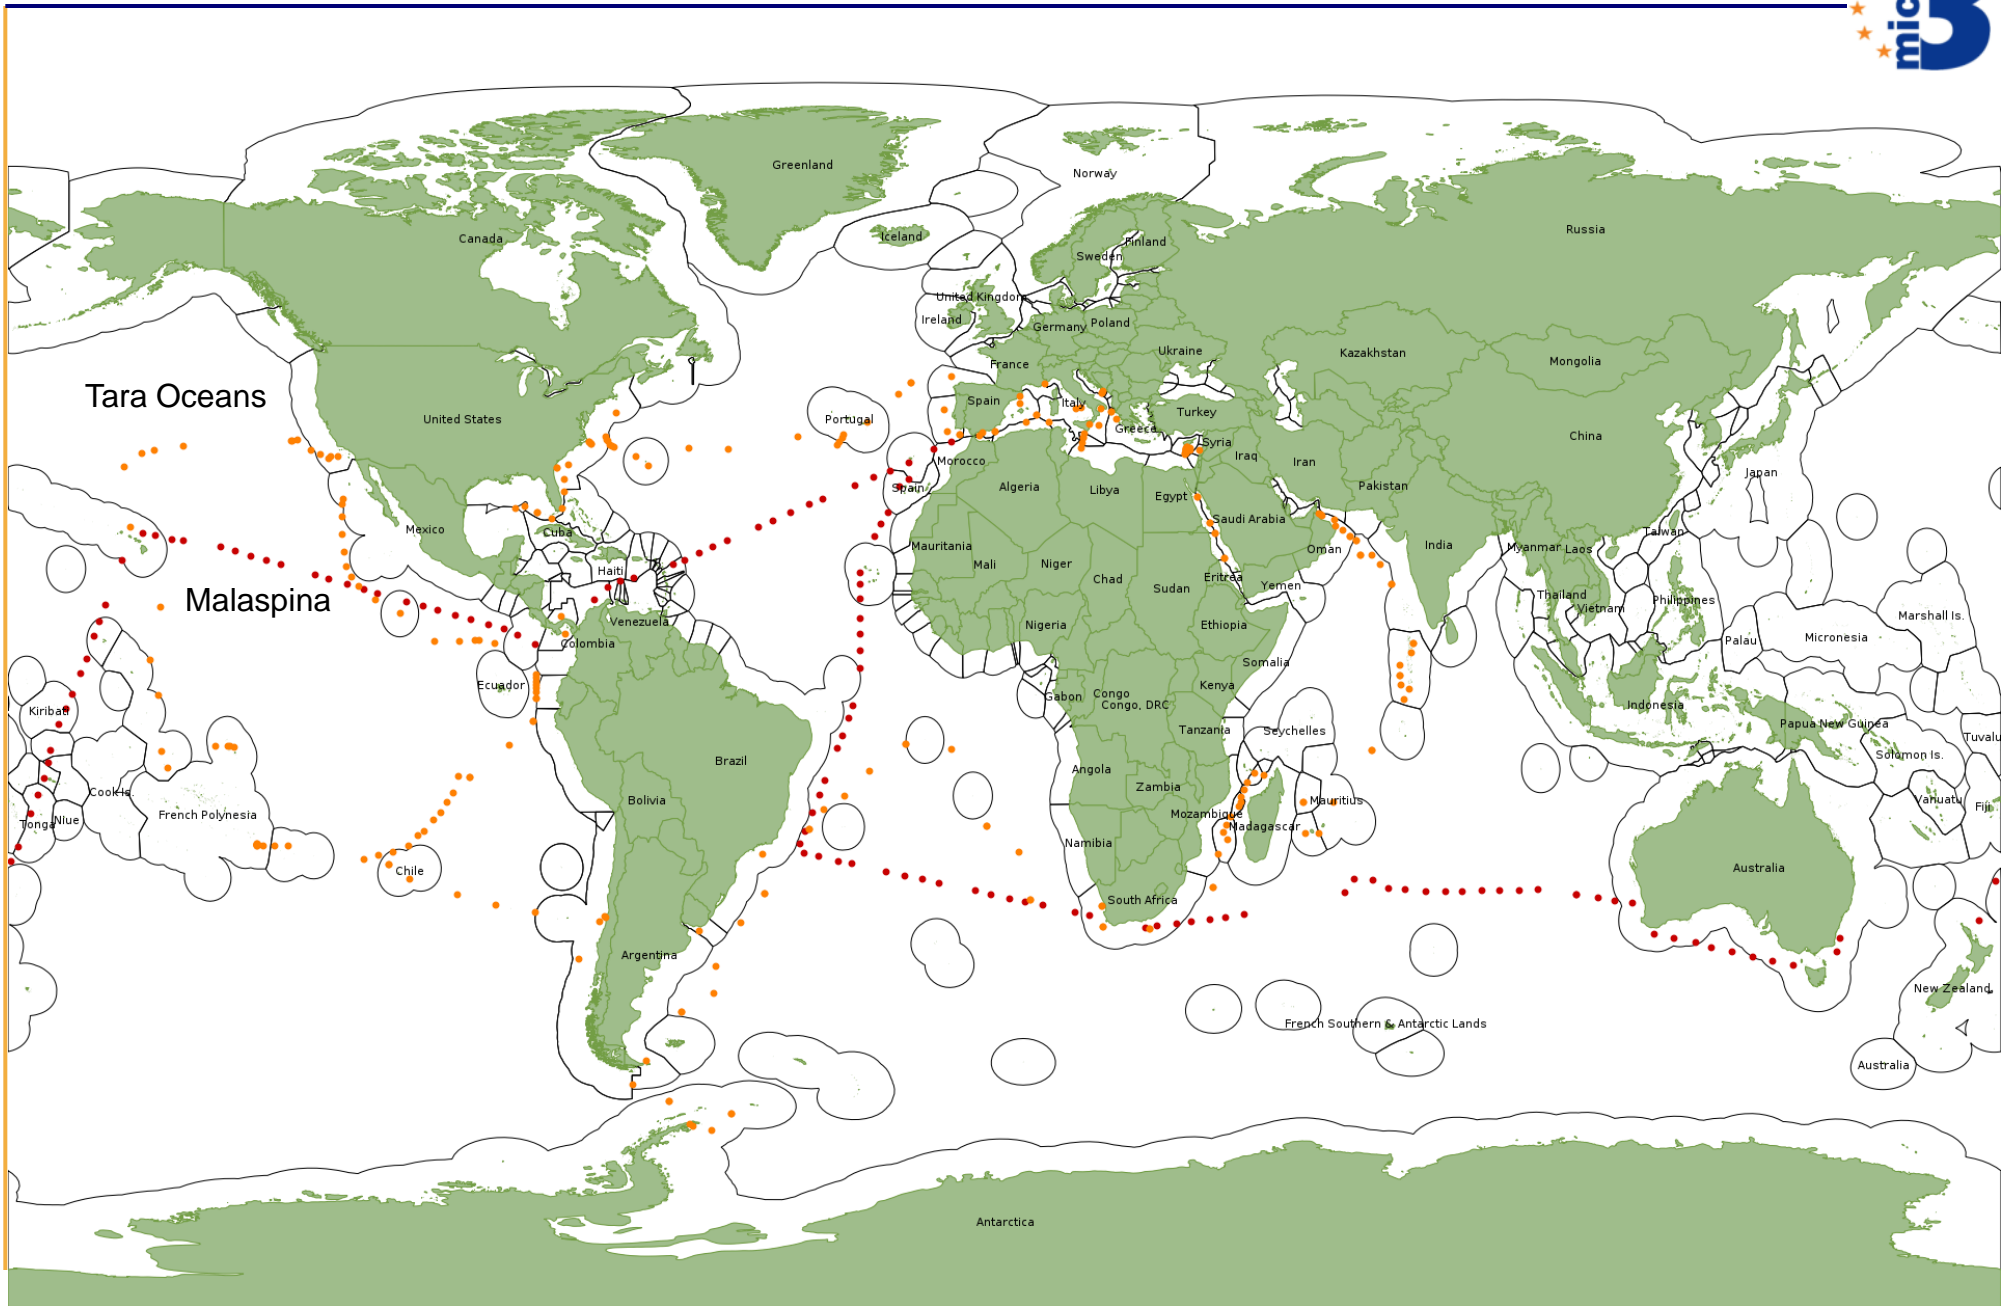 mic
3
Greenland
Norway
Russia
Canada
Iceland
Finland
Sweden
United Kingdom
Ireland
Germany
Poland
Ukraine
Kazakhstan
Mongolia
France
Tara Oceans
United States
Portugal
Spain
Italy
Turkey
Greece
China
Syria
Iraq
Iran
Morocco
Japan
Spain
Algeria
Libya
Egypt
Pakistan
Mexico
Cuba
Saudi Arabia
Taiwan
Mauritania
Oman
India
Myanmar
Laos
Haiti
Mali
Niger
Chad
Sudan
Eritrea
Yemen
Malaspina
Thailand
Vietnam
Philippines
Marshall Is.
Venezuela
Nigeria
Ethiopia
Colombia
Palau
Micronesia
Somalia
Ecuador
Gabon
Congo
Congo, DRC
Kenya
Kiribati
Indonesia
Papua New Guinea
Tanzania
Seychelles
Tuvalu
Solomon Is.
Brazil
Angola
Cook Is.
Bolivia
Zambia
Mauritius
Vanuatu
Fiji
French Polynesia
Mozambique
Tonga
Niue
Madagascar
Namibia
Chile
Australia
South Africa
Argentina
New Zealand
French Southern & Antarctic Lands
Australia
Antarctica